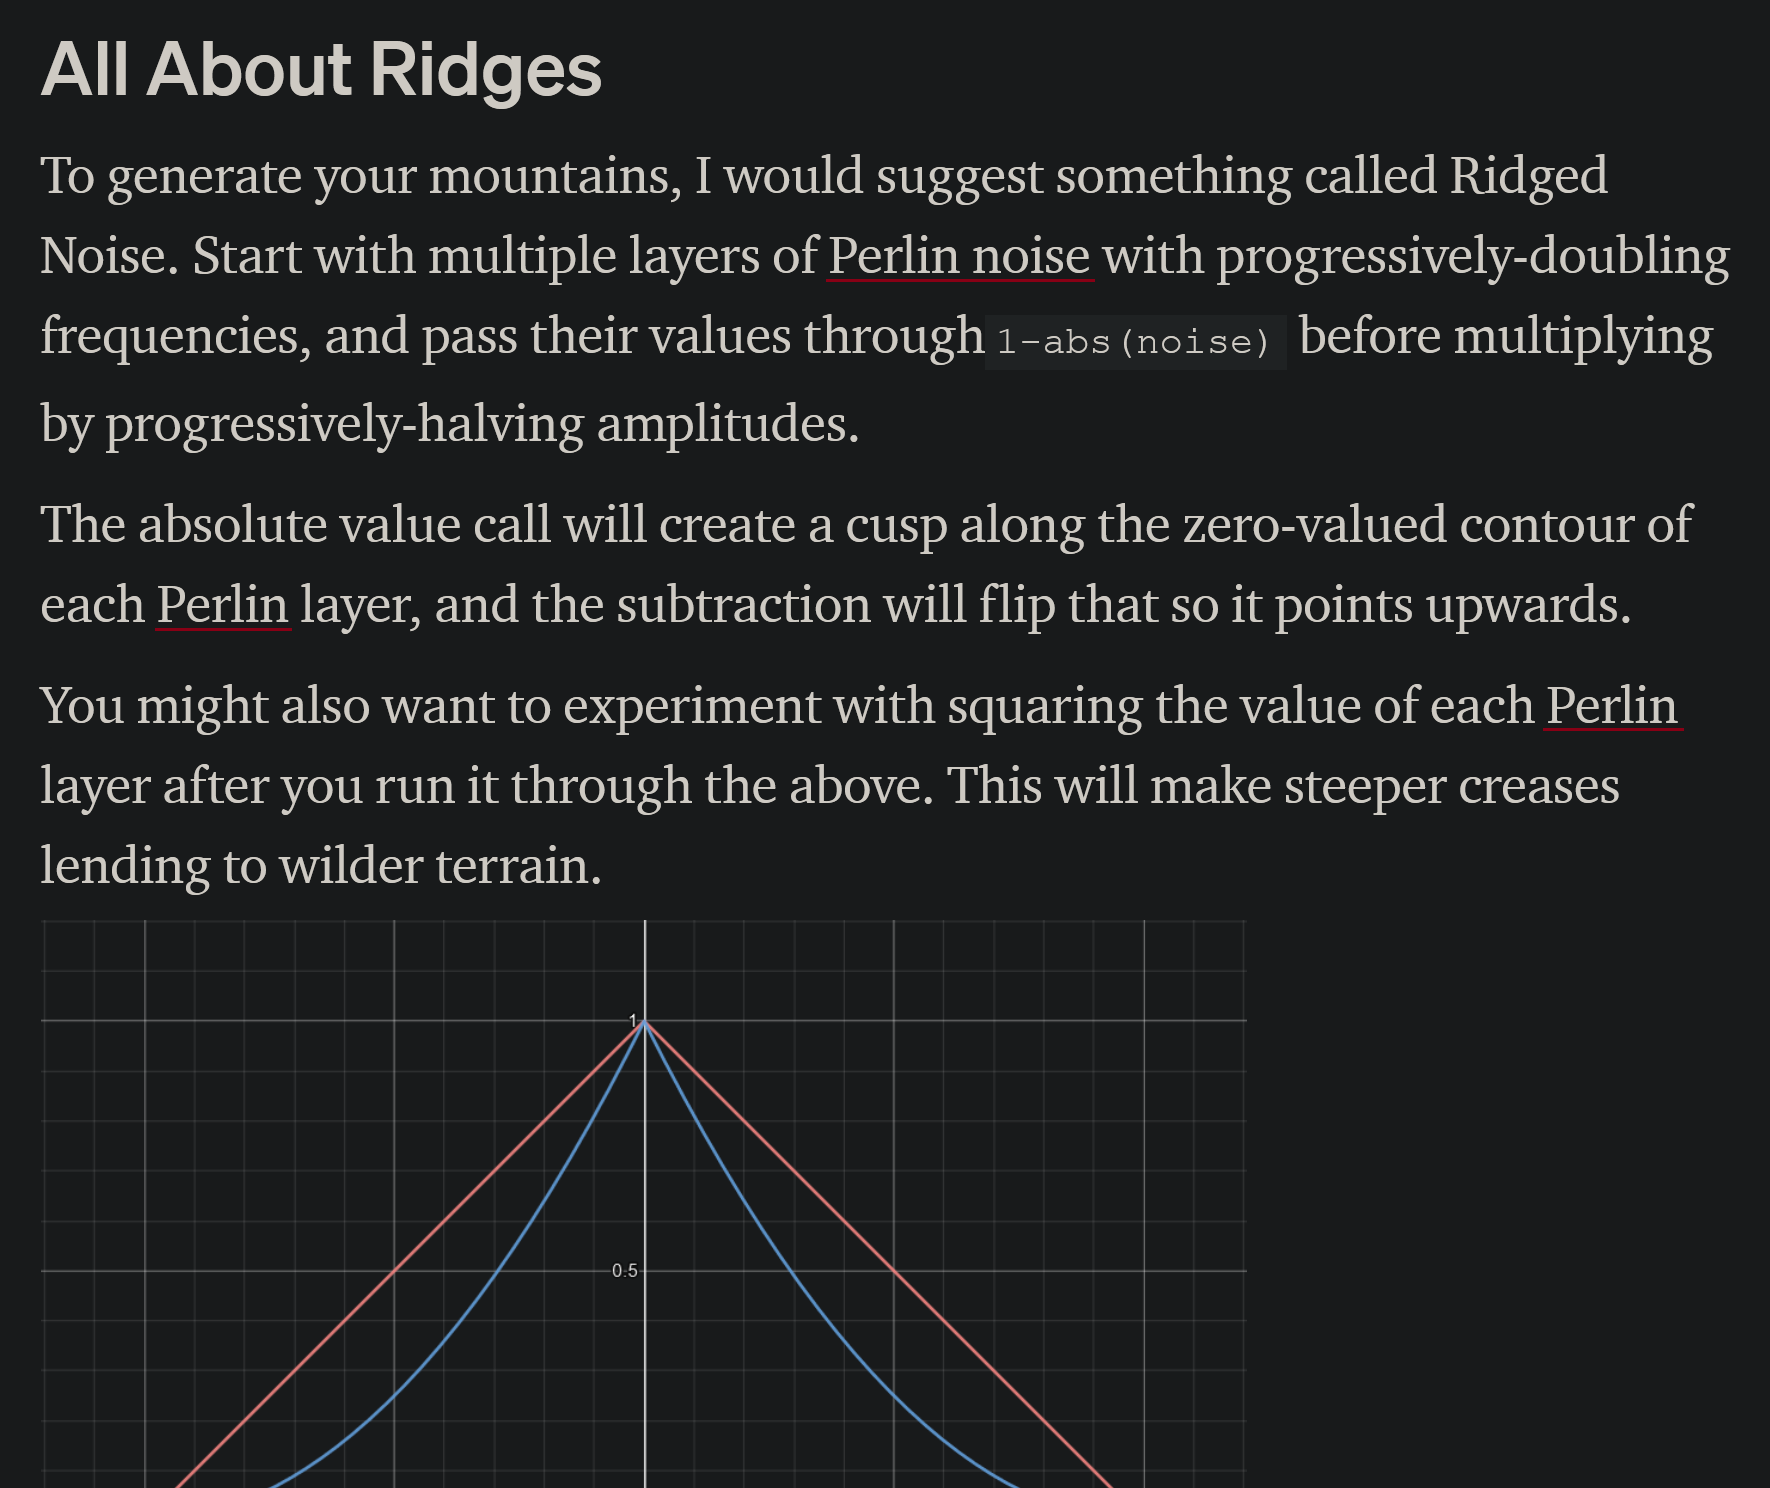 All About Ridges
To generate your mountains, I would suggest something called Ridged
Noise. Start with multiple layers of Perlin noise with progressively-doubling
frequencies, and pass their values through 1-abs(noise) before multiplying
by progressively-halving amplitudes.
The absolute value call will create a cusp along the zero-valued contour of
each Perlin layer, and the subtraction will flip that so it points upwards.
You might also want to experiment with squaring the value of each Perlin
layer after you run it through the above. This will make steeper creases
lending to wilder terrain.
1
0.5